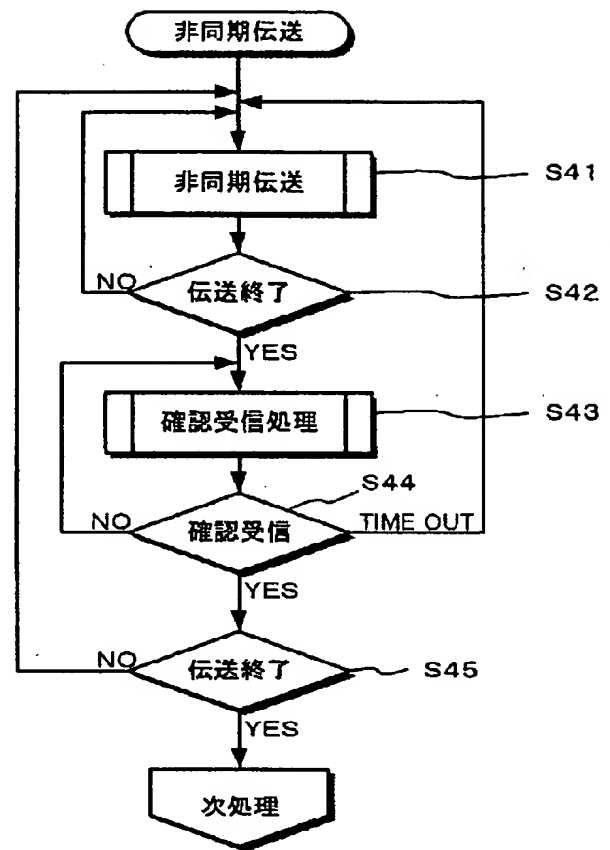 非同期伝送
非同期伝送
S41
伝送終了
NO
S42
YES
確認受信処理
S43
S44
確認受信
NO
TIME OUT
YES
伝送終了
NO
S45
YES
次処理